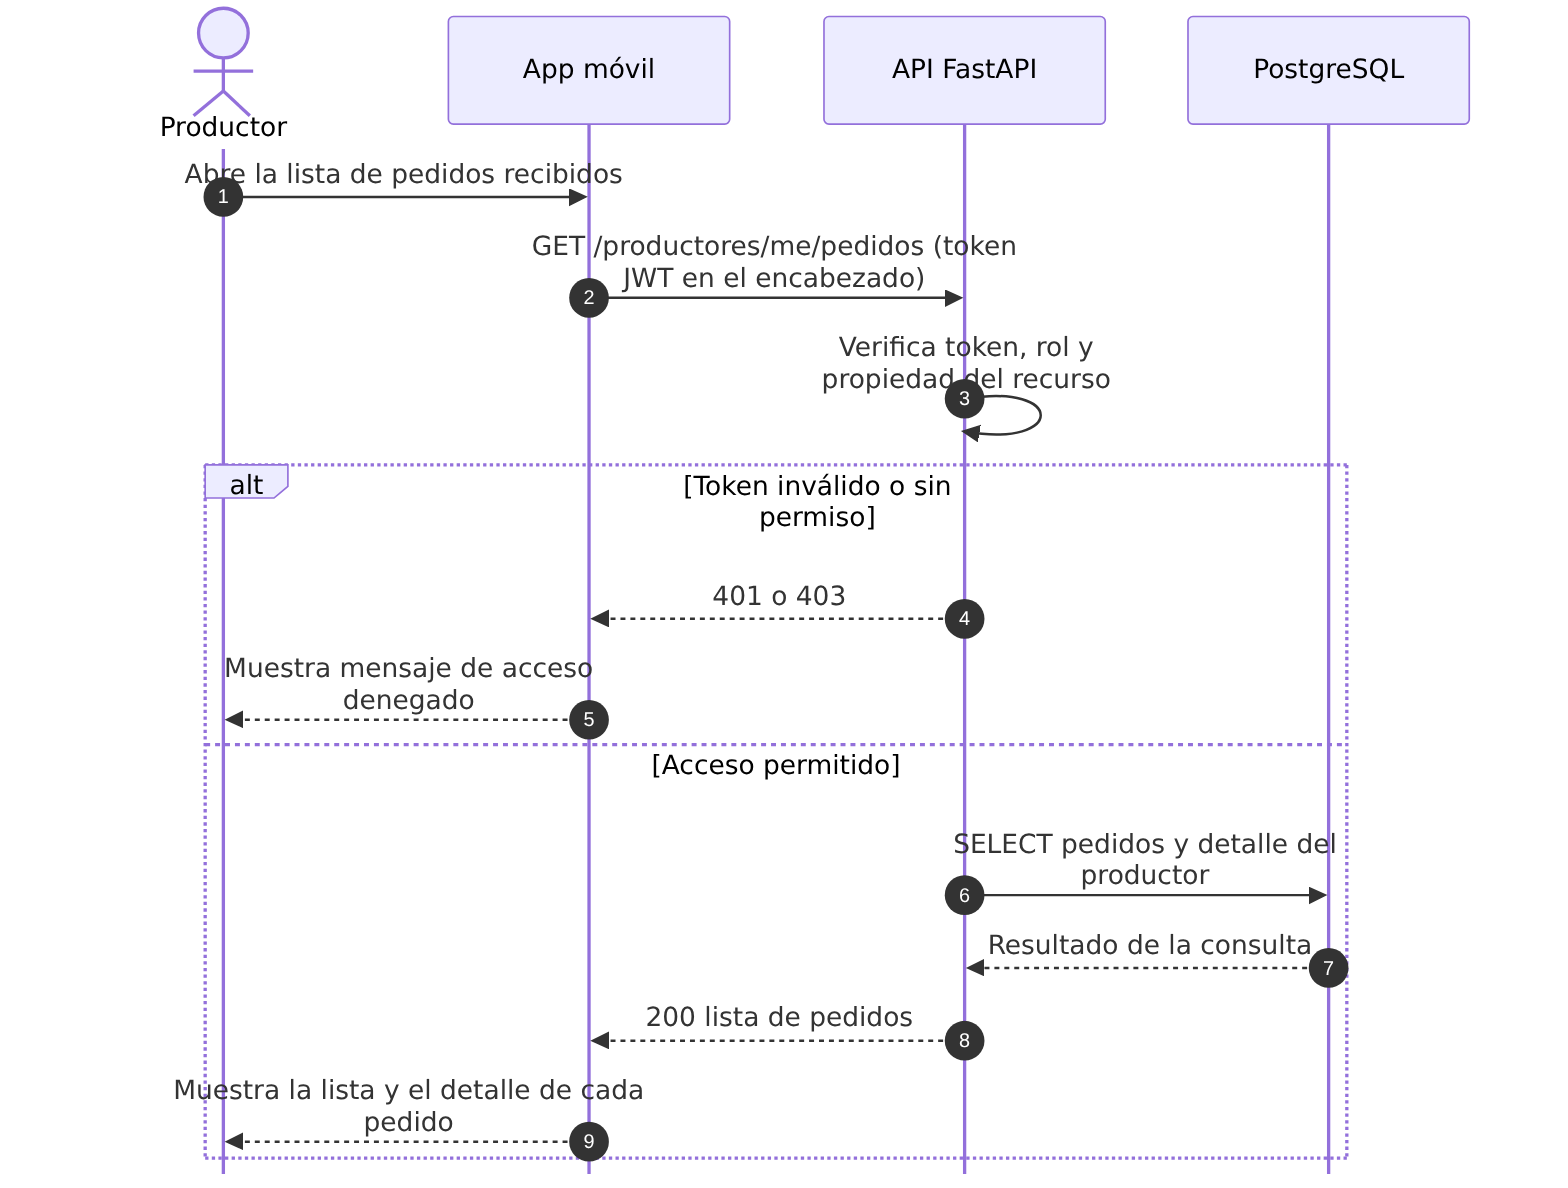 Productor
App móvil
API FastAPI
PostgreSQL
Abre la lista de pedidos recibidos
1
GET /productores/me/pedidos (token
JWT en el encabezado)
2
Verifica token, rol y
propiedad del recurso
3
alt
[Token inválido o sin
permiso]
401 o 403
4
Muestra mensaje de acceso
denegado
5
[Acceso permitido]
SELECT pedidos y detalle del
productor
6
Resultado de la consulta
7
200 lista de pedidos
8
Muestra la lista y el detalle de cada
pedido
9